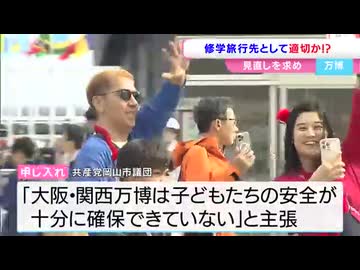 修学旅行先として適切か!?
見直しを求め 万博
申し入れ 共産党岡山市議団
「大阪・関西万博は子どもたちの安全が
十分に確保できていない」と主張